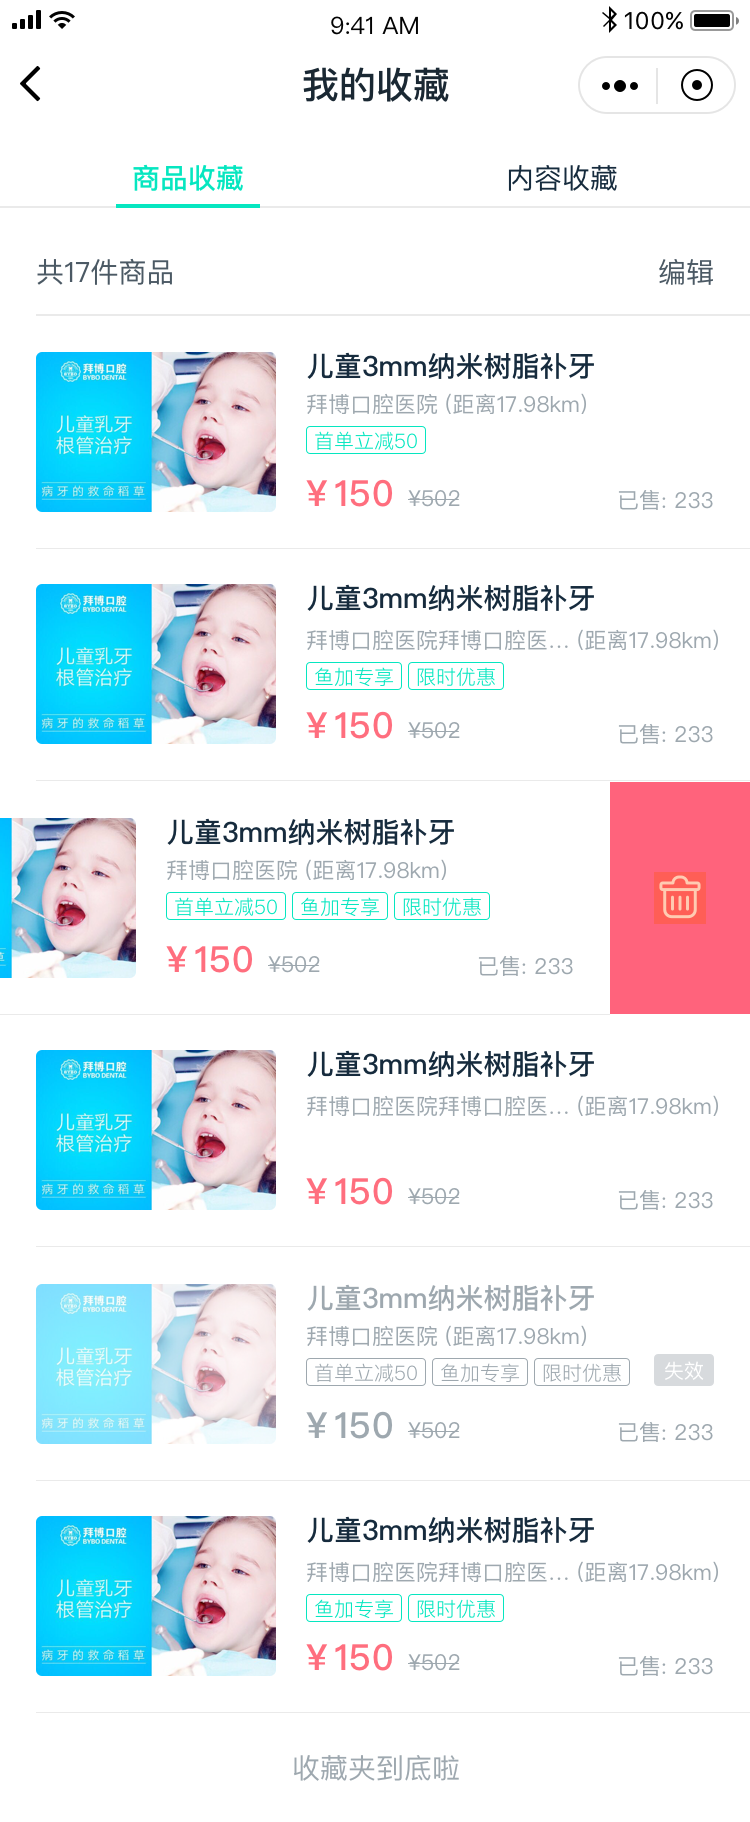 9:41 AM
100%
我的收藏
商品收藏
内容收藏
共17件商品
编辑
拜博口腔
BYBO DENTAL
儿童乳牙
根管治疗
病牙的救命稻草
儿童3mm纳米树脂补牙
拜博口腔医院 (距离17.98km)
首单立减50
¥150 ¥502
已售: 233
拜博口腔
BYBO DENTAL
儿童乳牙
根管治疗
病牙的救命稻草
儿童3mm纳米树脂补牙
拜博口腔医院拜博口腔医... (距离17.98km)
鱼加专享 限时优惠
¥150 ¥502
已售: 233
儿童3mm纳米树脂补牙
拜博口腔医院 (距离17.98km)
首单立减50 鱼加专享 限时优惠
¥150 ¥502
已售: 233
拜博口腔
BYBO DENTAL
儿童乳牙
根管治疗
病牙的救命稻草
儿童3mm纳米树脂补牙
拜博口腔医院拜博口腔医... (距离17.98km)
¥150 ¥502
已售: 233
拜博口腔
BYBO DENTAL
儿童乳牙
根管治疗
病牙的救命稻草
儿童3mm纳米树脂补牙
拜博口腔医院 (距离17.98km)
首单立减50 鱼加专享 限时优惠
失效
¥150 ¥502
已售: 233
拜博口腔
BYBO DENTAL
儿童乳牙
根管治疗
病牙的救命稻草
儿童3mm纳米树脂补牙
拜博口腔医院拜博口腔医... (距离17.98km)
鱼加专享 限时优惠
¥150 ¥502
已售: 233
收藏夹到底啦